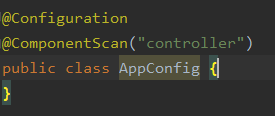 @Configuration
@ComponentScan("controller")
public class AppConfig {
}